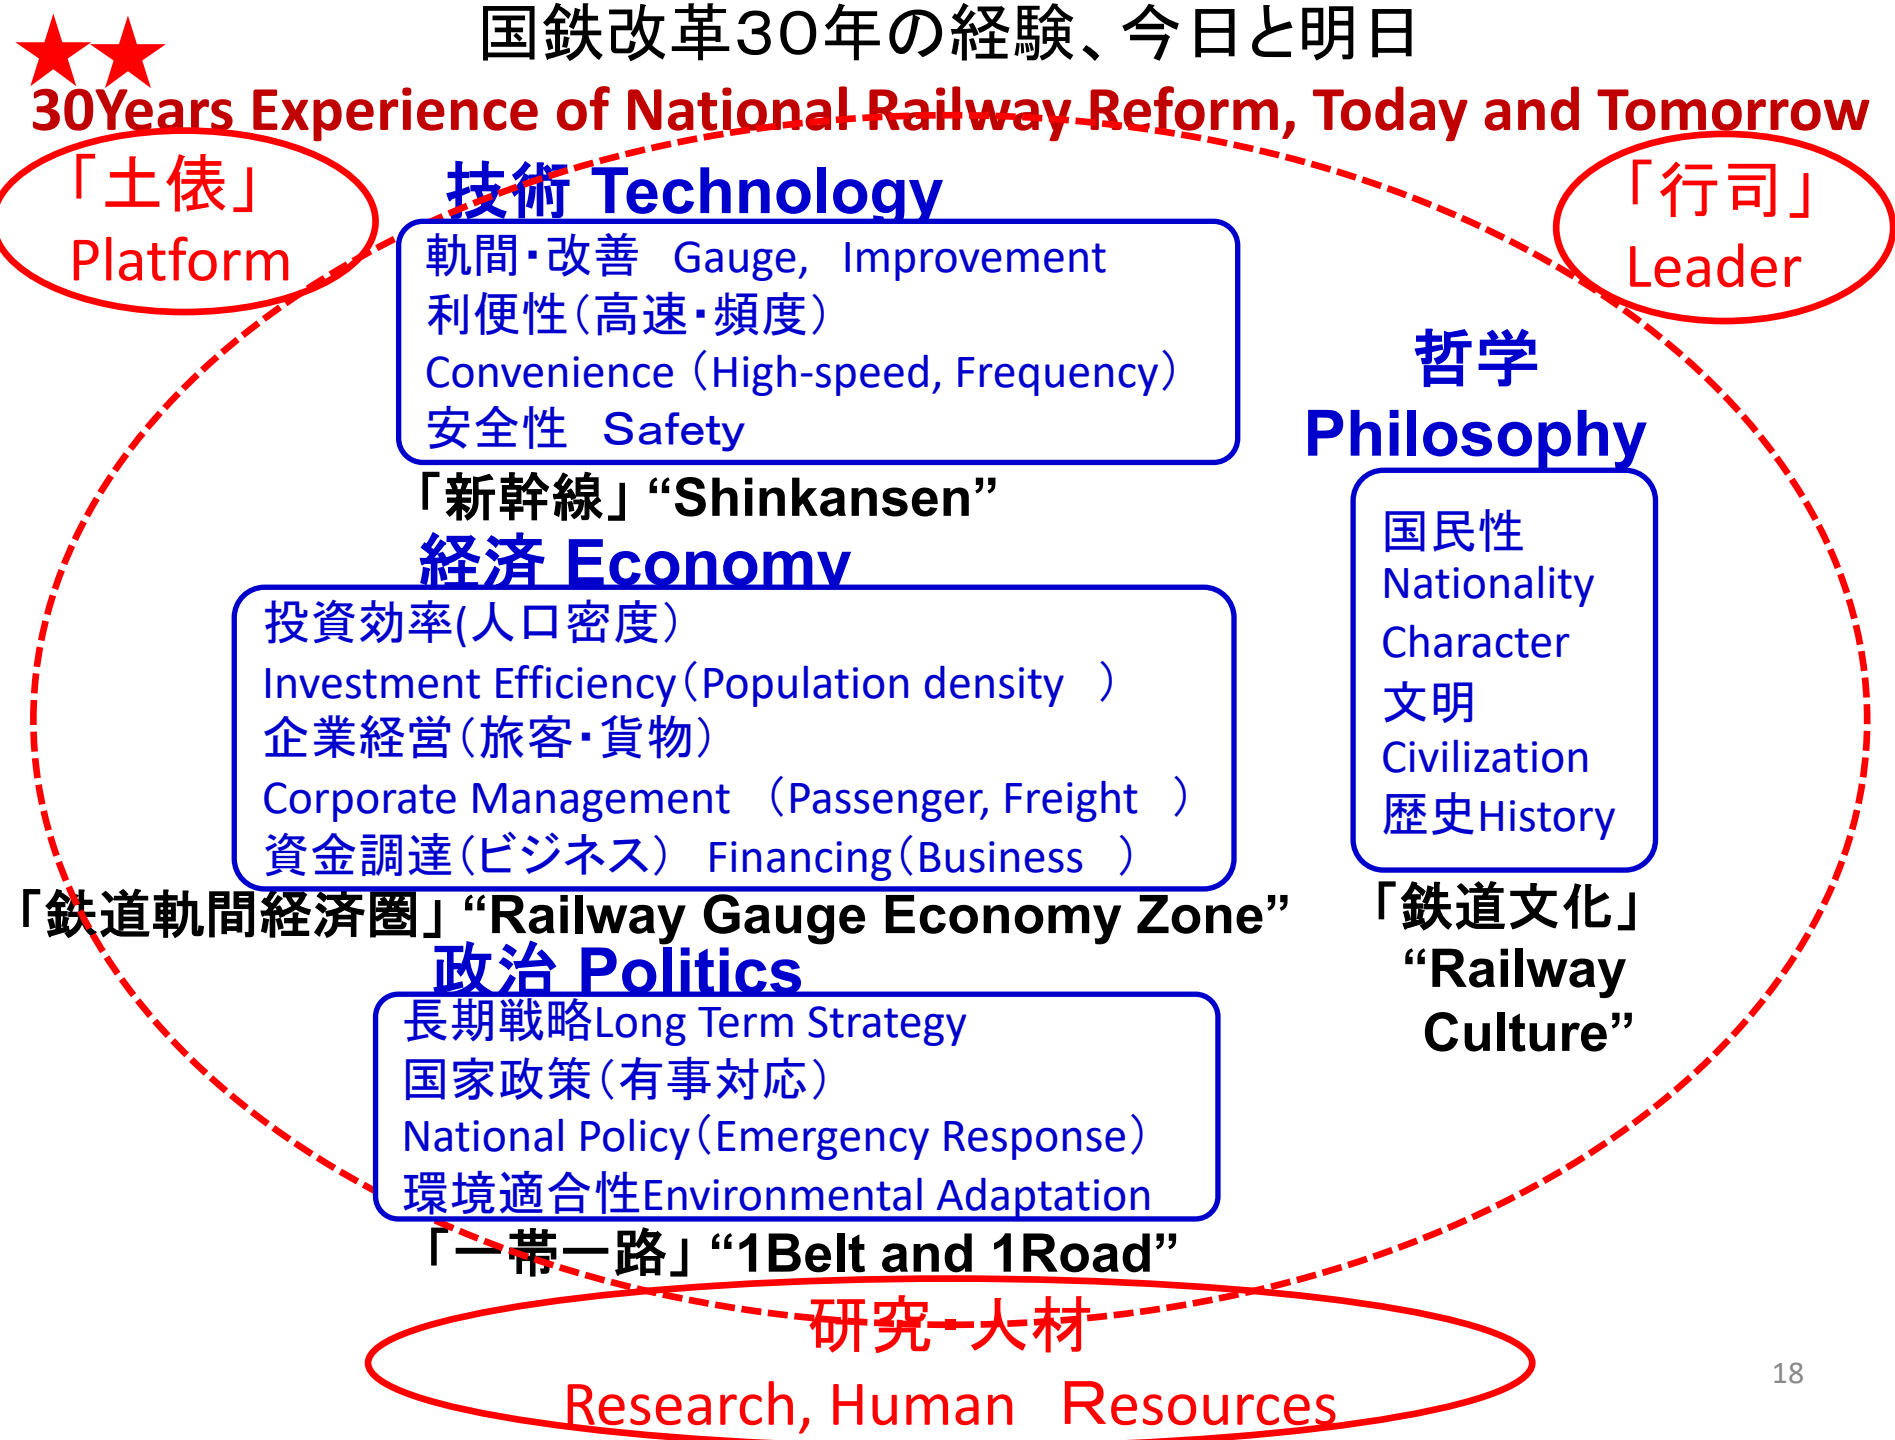 国鉄改革30年の経験、今日と明日
30Years Experience of National Railway Reform, Today and Tomorrow
「土俵」
Platform
「行司」
Leader
技術 Technology
軌間・改善 Gauge, Improvement
利便性（高速・頻度）
Convenience（High-speed, Frequency）
安全性 Safety
「新幹線」 “Shinkansen”
経済 Economy
投資効率(人口密度）
Investment Efficiency（Population density ）
企業経営（旅客・貨物）
Corporate Management （Passenger, Freight ）
資金調達（ビジネス） Financing（Business ）
「鉄道軌間経済圏」 “Railway Gauge Economy Zone”
政治 Politics
長期戦略Long Term Strategy
国家政策（有事対応）
National Policy（Emergency Response）
環境適合性Environmental Adaptation
「一帯一路」 “1Belt and 1Road”
哲学
Philosophy
国民性
Nationality
Character
文明
Civilization
歴史History
「鉄道文化」
“Railway
Culture”
研究・人材
Research, Human Resources
18